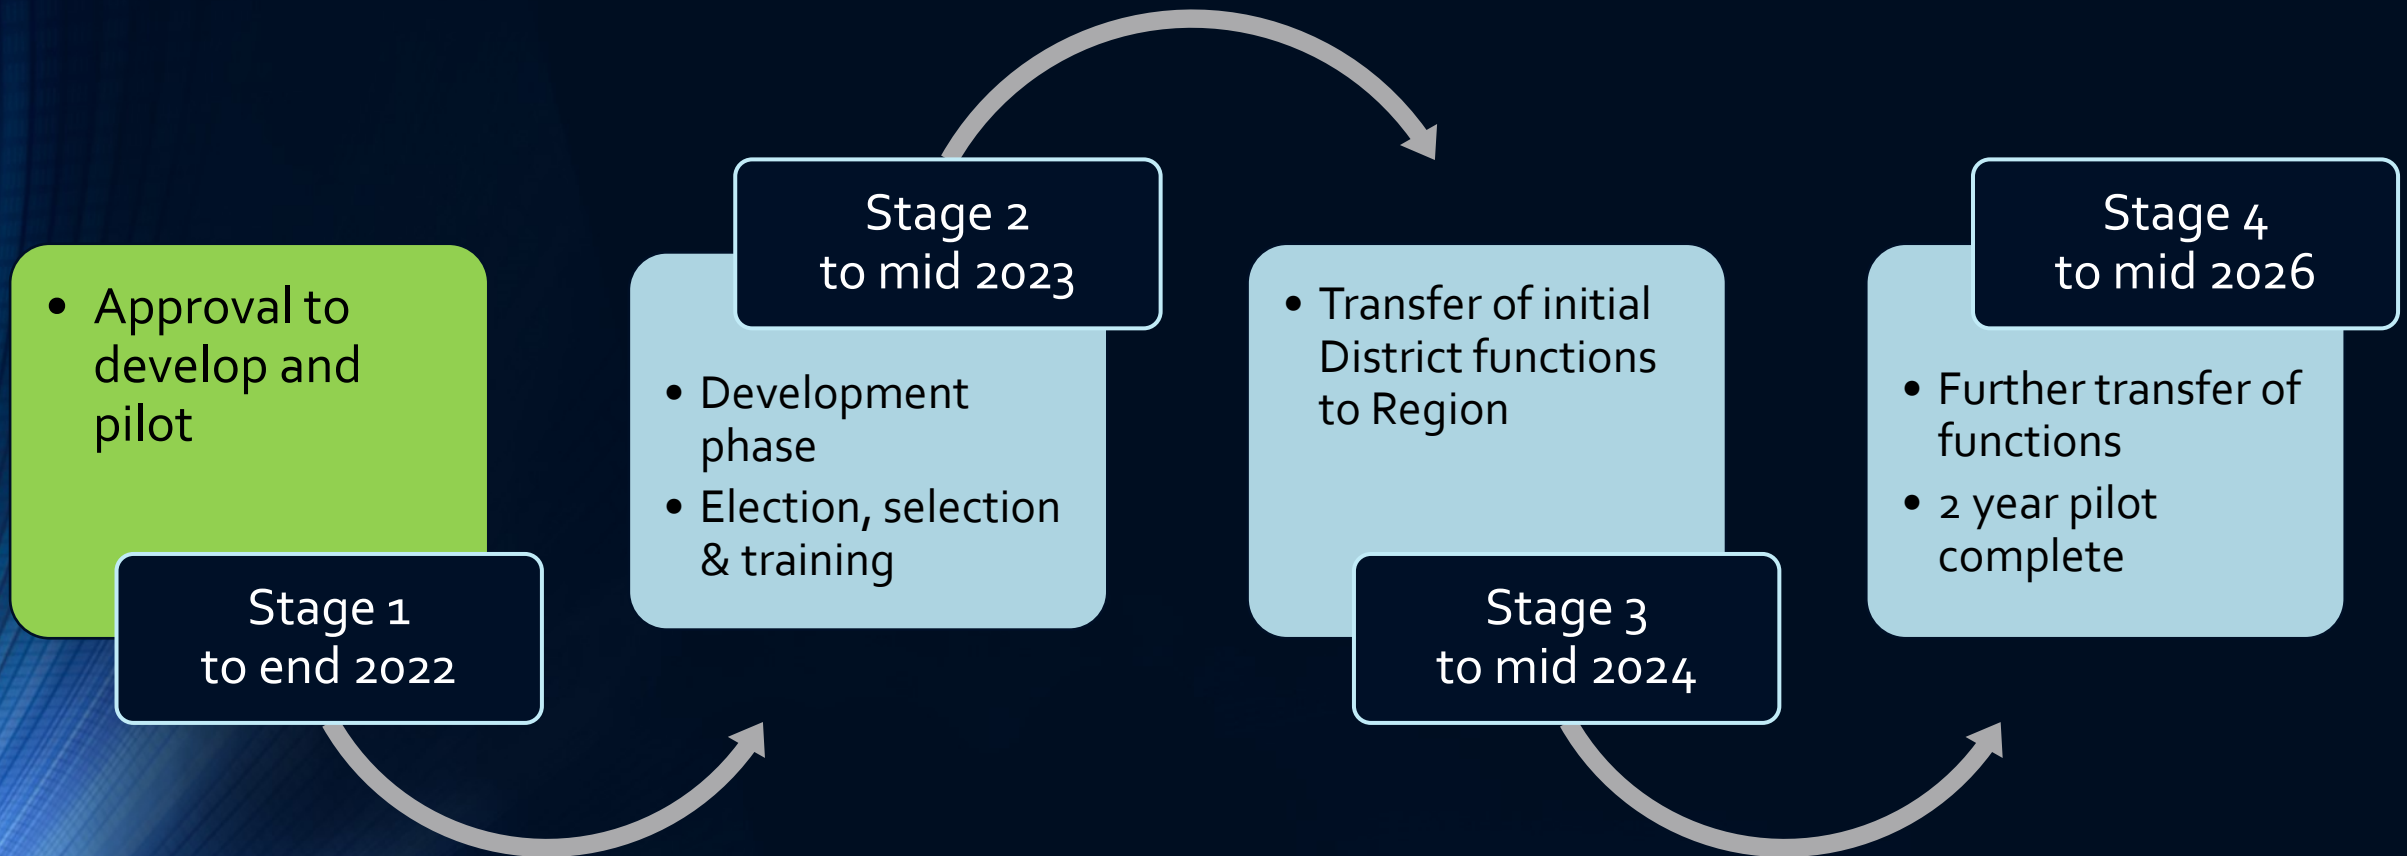 • Approval to
develop and
pilot
Stage 1
to end 2022
Stage 2
to mid 2023
• Development
phase
• Election, selection
& training
• Transfer of initial
District functions
to Region
Stage 3
to mid 2024
Stage 4
to mid 2026
• Further transfer of
functions
• 2 year pilot
complete